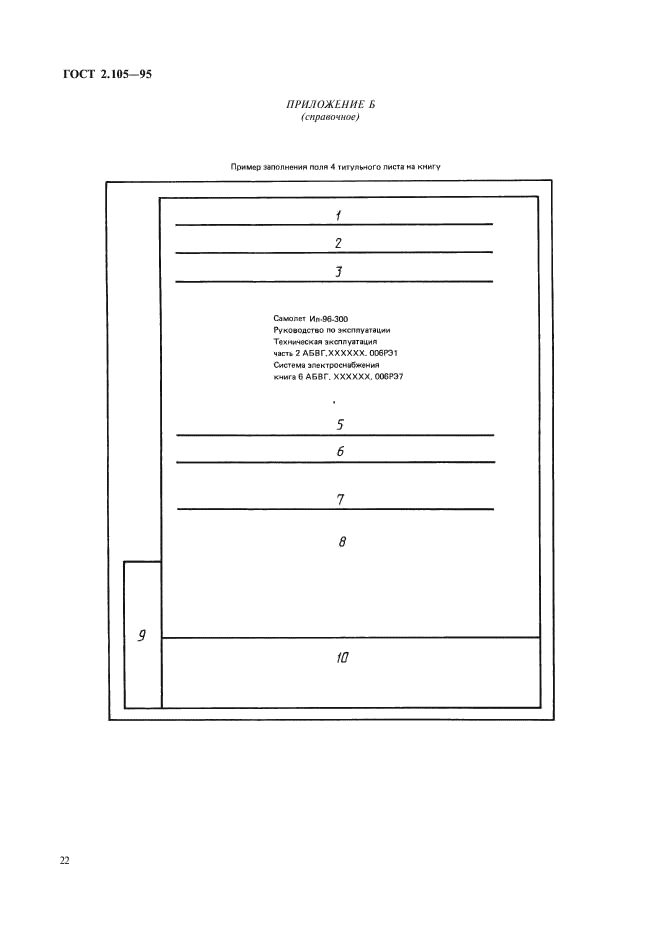 ГОСТ 2.105—95
ПРИЛОЖЕНИЕ Б
(справочное)
Пример заполнения поля 4 титульного листа на книгу
1
2
3
Самолет Ил-96-300
Руководство по эксплуатации
Техническая эксплуатация
часть 2 АБВГ.XXXXXX. 006РЭ1
Система электроснабжения
книга 6 АБВГ. XXXXXX. 006РЭ7
5
6
7
8
9
10
22